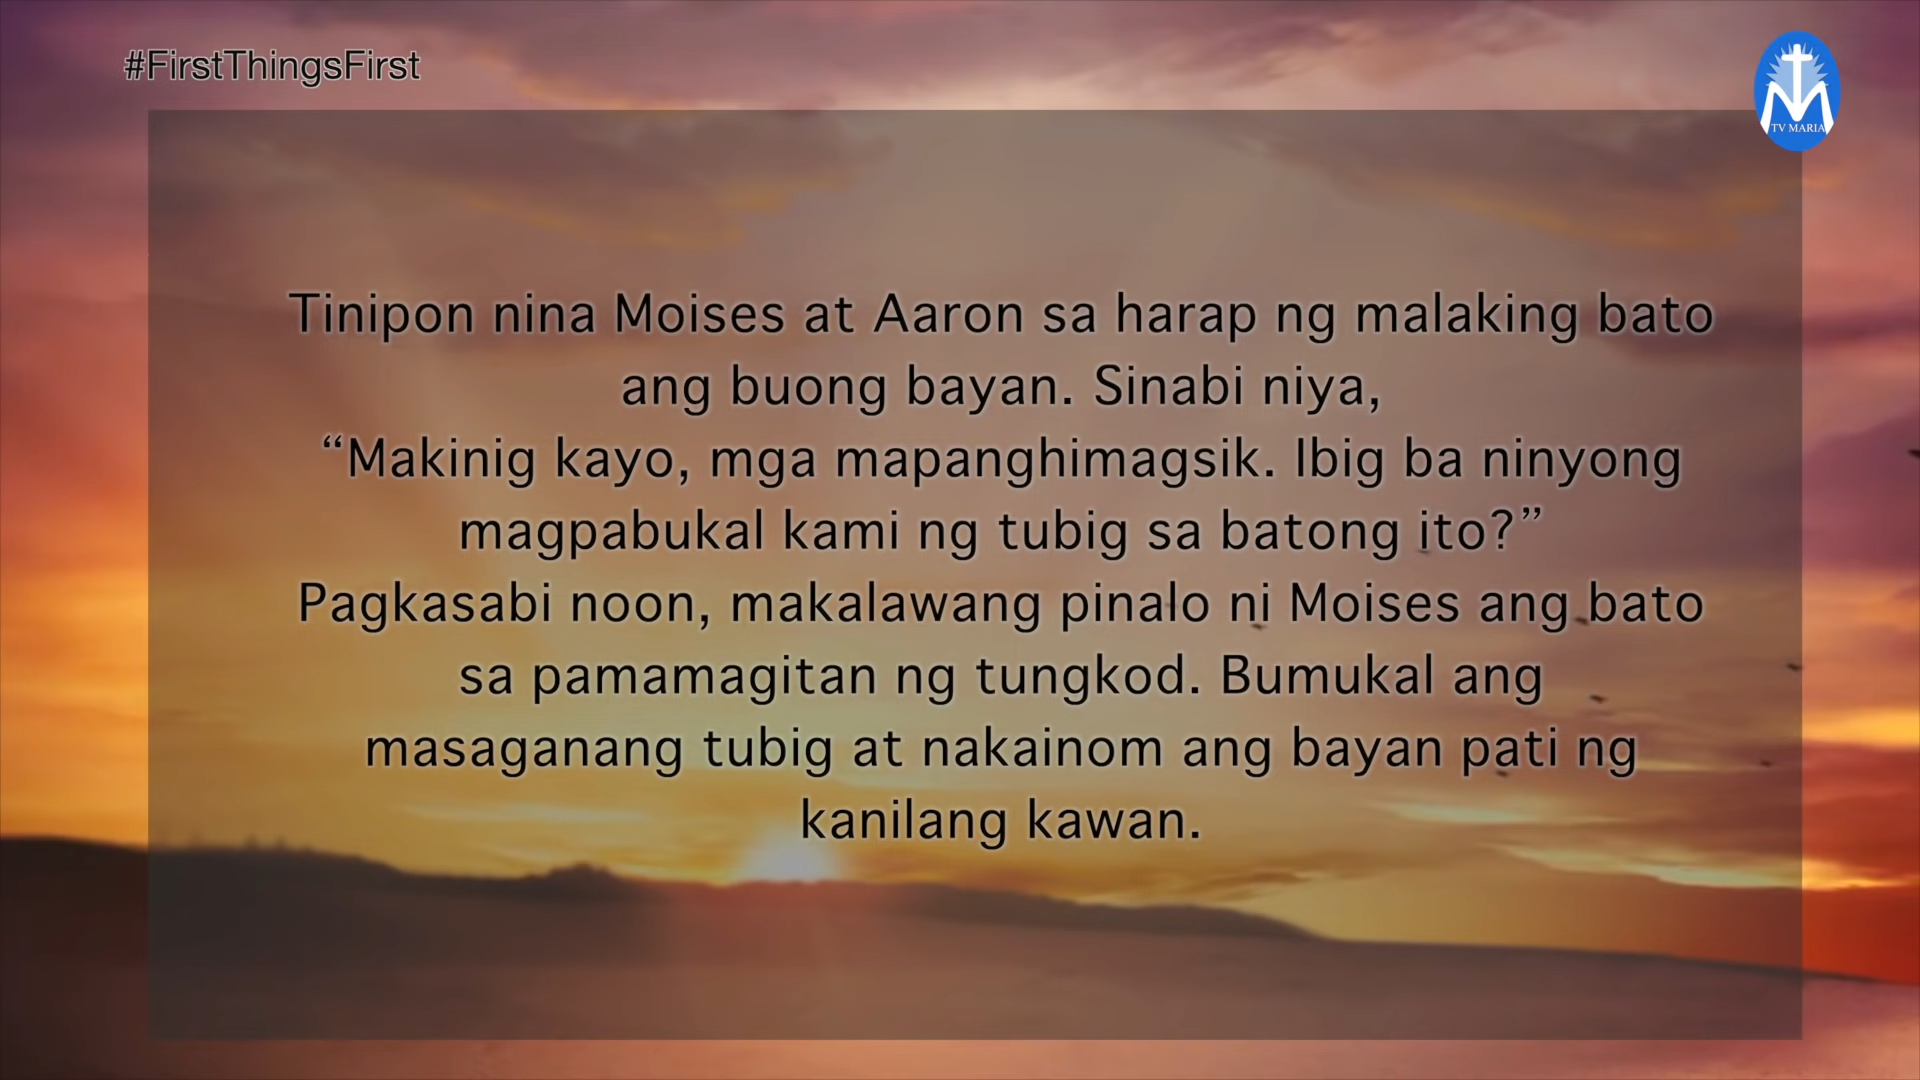 #FirstThingsFirst
TV MARIA
Tinipon nina Moises at Aaron sa harap ng malaking bato
ang buong bayan. Sinabi niya,
“Makinig kayo, mga mapanghimagsik. Ibig ba ninyong
magpabukal kami ng tubig sa batong ito?”
Pagkasabi noon, makalawang pinalo ni Moises ang bato
sa pamamagitan ng tungkod. Bumukal ang
masaganang tubig at nakainom ang bayan pati ng
kanilang kawan.